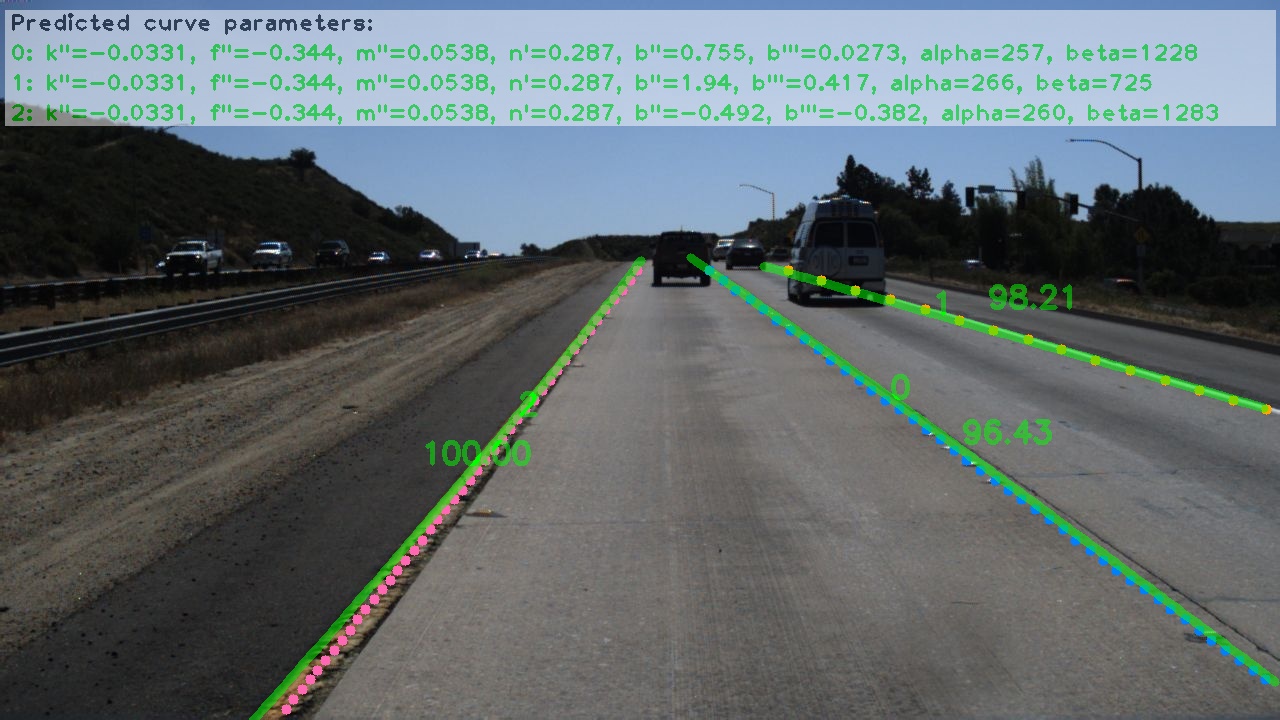 Predicted curve parameters:
0: k''=-0.0331, f''=-0.344, m''=0.0538, n'=0.287, b''=0.755, b'''=0.0273, alpha=257, beta=1228
1: k''=-0.0331, f''=-0.344, m''=0.0538, n'=0.287, b''=1.94, b'''=0.417, alpha=266, beta=725
2: k''=-0.0331, f''=-0.344, m''=0.0538, n'=0.287, b''=-0.492, b'''=-0.382, alpha=260, beta=1283
1 98.21
0
2
96.43
100.00